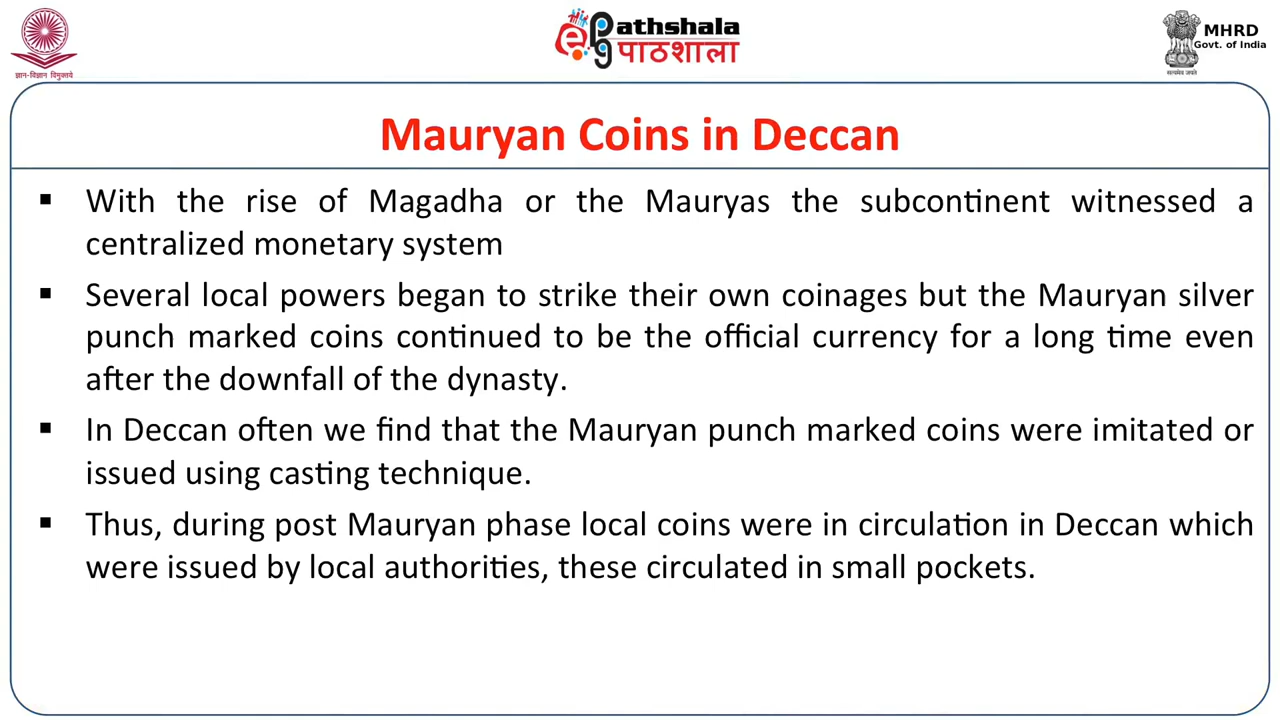 ज्ञान-विज्ञान विमुक्तये
ePG Pathshala
पाठशाला
MHRD
Govt. of India
सत्यमेव जयते
Mauryan Coins in Deccan
▪ With the rise of Magadha or the Mauryas the subcontinent witnessed a
centralized monetary system
▪ Several local powers began to strike their own coinages but the Mauryan silver
punch marked coins continued to be the official currency for a long time even
after the downfall of the dynasty.
▪ In Deccan often we find that the Mauryan punch marked coins were imitated or
issued using casting technique.
▪ Thus, during post Mauryan phase local coins were in circulation in Deccan which
were issued by local authorities, these circulated in small pockets.